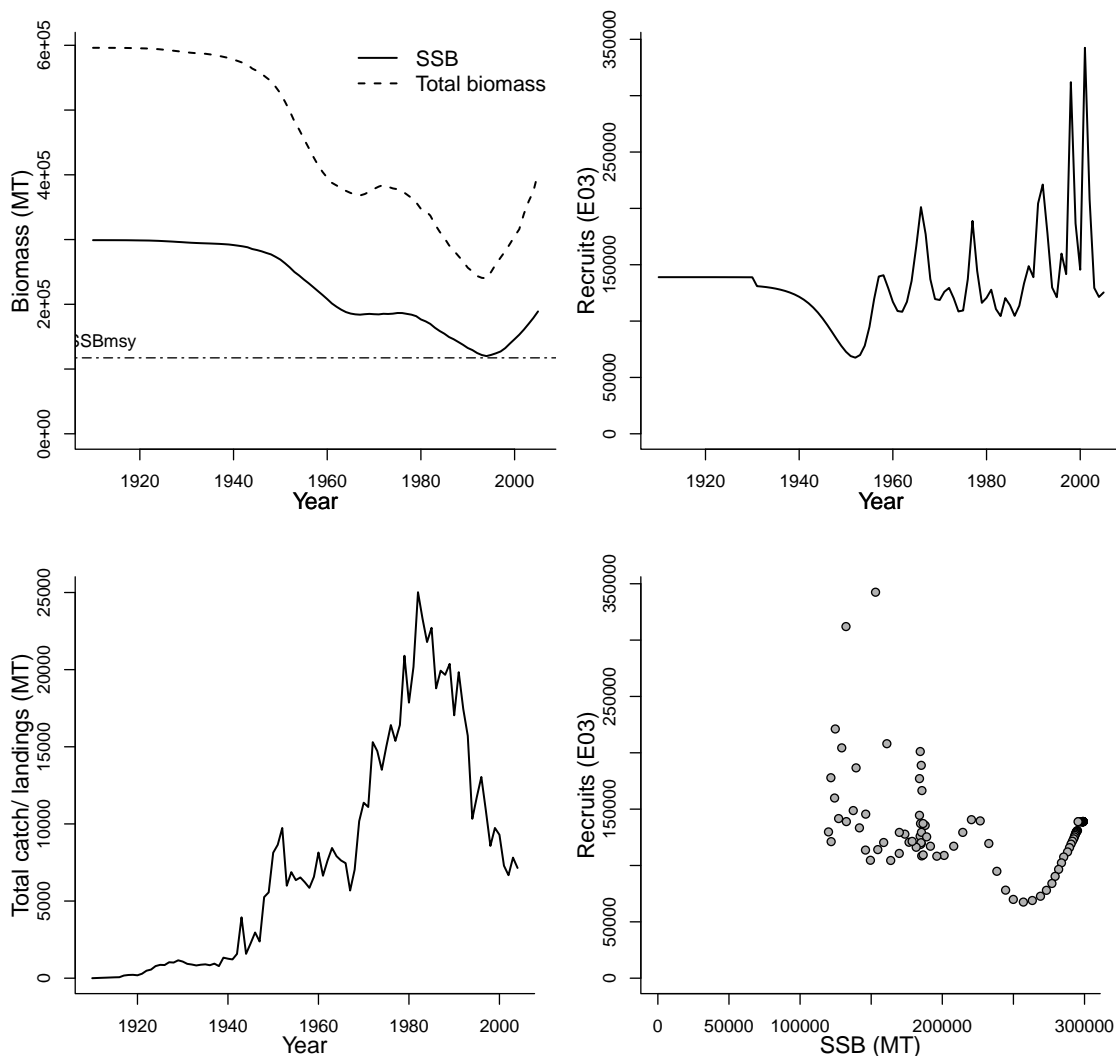 6e+05
4e+05
2e+05
0e+00
Biomass (MT)
SSB
Total biomass
SSBmsy
1920 1940 1960 1980 2000
Year
350000
250000
150000
50000
0
Recruits (E03)
1920 1940 1960 1980 2000
Year
25000
20000
15000
10000
5000
0
Total catch/ landings (MT)
1920 1940 1960 1980 2000
Year
350000
250000
150000
50000
0
Recruits (E03)
0 50000 100000 200000 300000
SSB (MT)